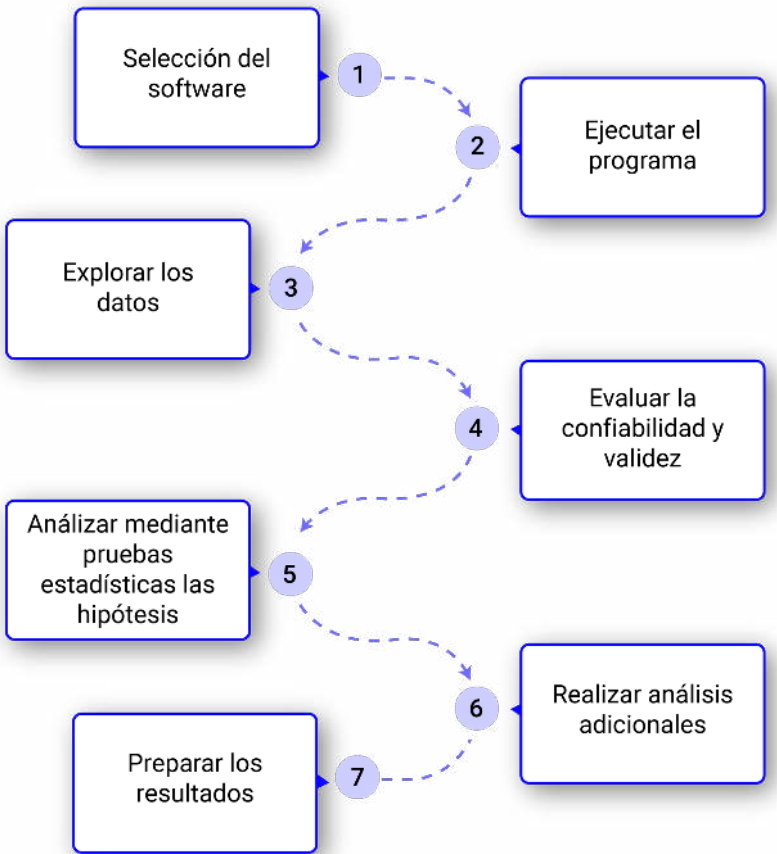 Selección del
software
1
2
Ejecutar el
programa
Explorar los
datos
3
4
Evaluar la
confiabilidad y
validez
Análizar mediante
pruebas
estadísticas las
hipótesis
5
6
Realizar análisis
adicionales
Preparar los
resultados
7